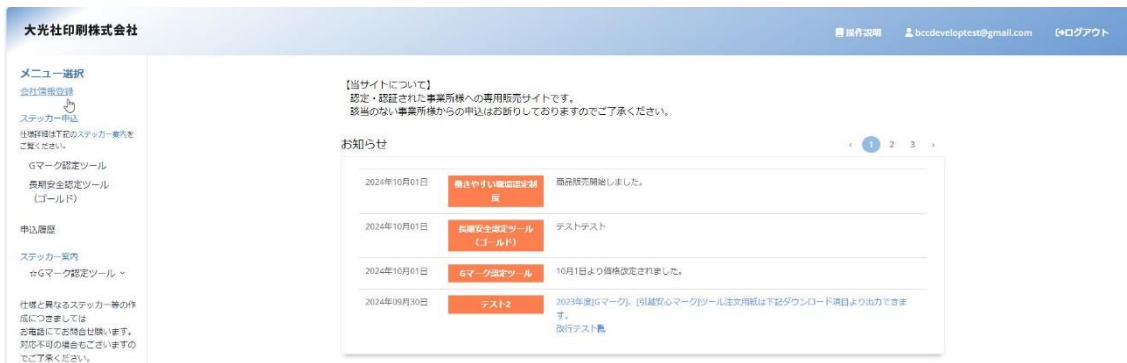 大光社印刷株式会社
操作説明
bccdeveloptest@gmail.com
ログアウト
メニュー選択
会社情報登録
ステッカー申込
仕様詳細は下記のステッカー案内を
ご覧ください。
Gマーク認定ツール
長期安全認定ツール
（ゴールド）
申込履歴
ステッカー案内
☆Gマーク認定ツール
仕様と異なるステッカー等の作
成につきましては
お電話にてお問合せ願います。
対応不可の場合もございますの
でご了承ください。
【当サイトについて】
認定・認証された事業所様への専用販売サイトです。
該当のない事業所様からの申込はお断りしておりますのでご了承ください。
お知らせ
‹ 1 2 3 ›
2024年10月01日 働きやすい職場認定制
度 商品販売開始しました。
2024年10月01日 長期安全認定ツール
（ゴールド） テストテスト
2024年10月01日 Gマーク認定ツール 10月1日より価格改定されました。
2024年09月30日 テスト2 2023年度[Gマーク]、[引越安心マーク]ツール注文用紙は下記ダウンロード項目より出力できま
す。
改行テスト